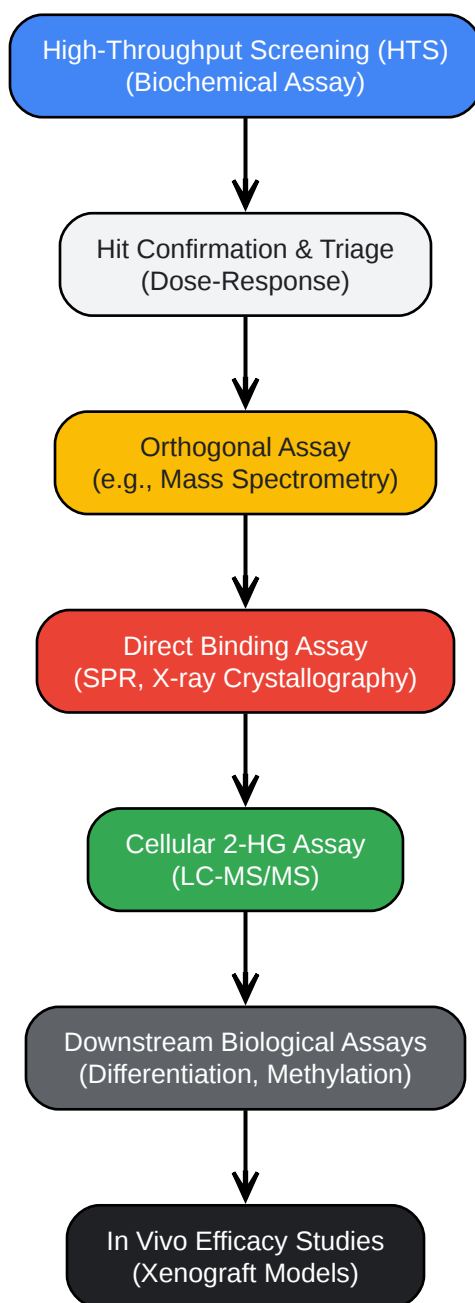 High-Throughput Screening (HTS)
(Biochemical Assay)
Hit Confirmation & Triage
(Dose-Response)
Orthogonal Assay
(e.g., Mass Spectrometry)
Direct Binding Assay
(SPR, X-ray Crystallography)
Cellular 2-HG Assay
(LC-MS/MS)
Downstream Biological Assays
(Differentiation, Methylation)
In Vivo Efficacy Studies
(Xenograft Models)